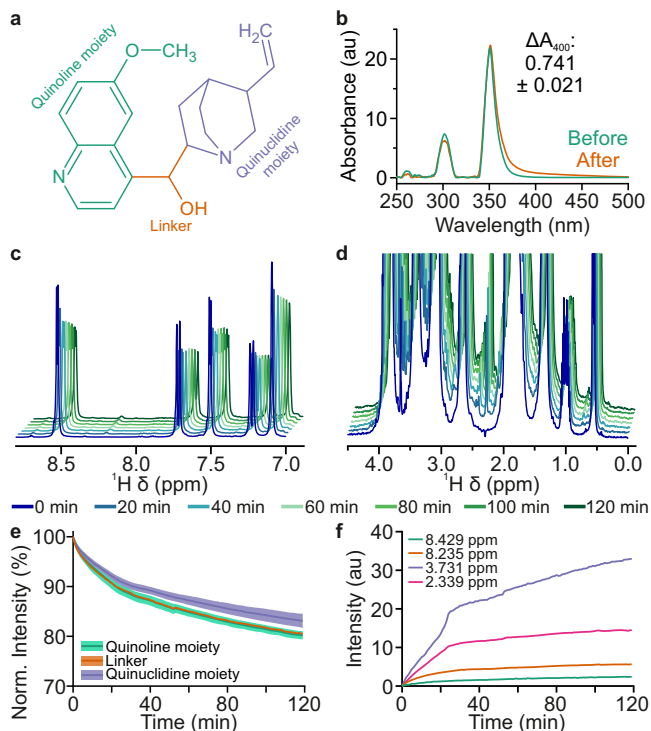 a
Quinoline moiety
O
CH₃
H₂C
N
N
Quinuclidine
moiety
OH
Linker
b
Absorbance (au)
20
10
0
ΔA₄₀₀:
0.741
± 0.021
Before
After
250 300 350 400 450 500
Wavelength (nm)
c
8.5 8.0 7.5 7.0
¹H δ (ppm)
d
4.0 3.0 2.0 1.0 0.0
¹H δ (ppm)
0 min 20 min 40 min 60 min 80 min 100 min 120 min
e
Norm. Intensity (%)
100
90
80
70
Quinoline moiety
Linker
Quinuclidine moiety
0 40 80 120
Time (min)
f
Intensity (au)
40
30
20
10
0
8.429 ppm
8.235 ppm
3.731 ppm
2.339 ppm
0 40 80 120
Time (min)